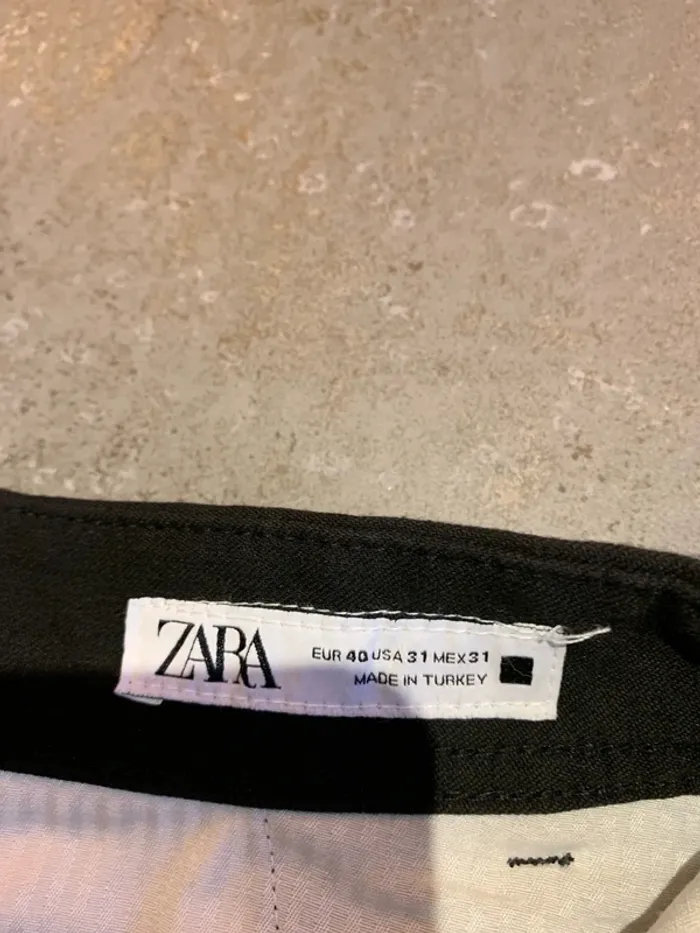 ZARA
EUR 40 USA 31 MEX 31
MADE IN TURKEY